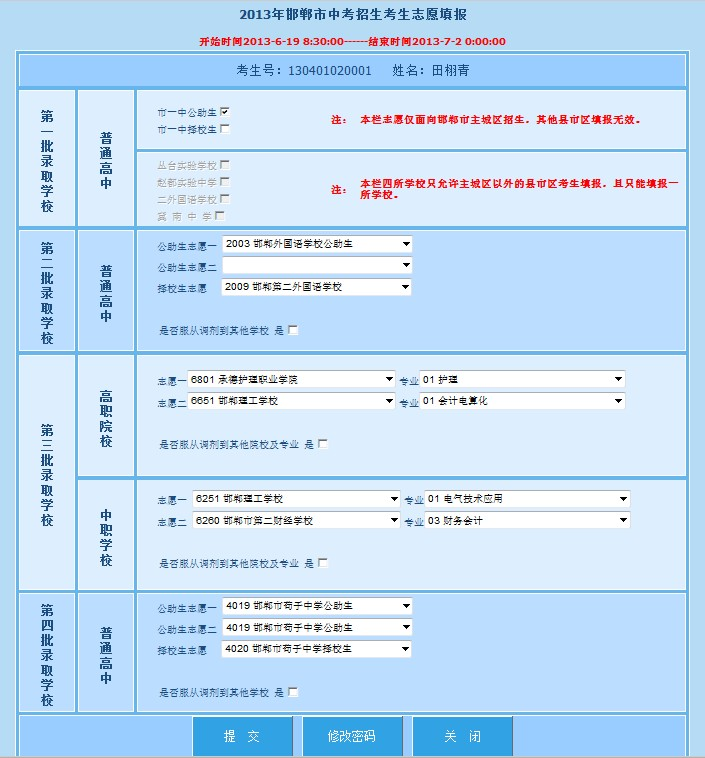 2013年邯郸市中考招生考生志愿填报
开始时间2013-6-19 8:30:00------结束时间2013-7-2 0:00:00
考生号：130401020001 姓名：田栩青
第一批录取学校
普通高中
市一中公助生
市一中择校生
注： 本栏志愿仅面向邯郸市主城区招生，其他县市区填报无效。
丛台实验学校
赵都实验中学
二外国语学校
冀 南 中 学
注： 本栏四所学校只允许主城区以外的县市区考生填报，且只能填报一所学校。
第二批录取学校
普通高中
公助生志愿一 2003 邯郸外国语学校公助生
公助生志愿二
择校生志愿 2009 邯郸第二外国语学校
是否服从调剂到其他学校 是
第三批录取学校
高职院校
志愿一 6801 承德护理职业学院 专业 01 护理
志愿二 6651 邯郸理工学校 专业 01 会计电算化
是否服从调剂到其他院校及专业 是
中职学校
志愿一 6251 邯郸理工学校 专业 01 电气技术应用
志愿二 6260 邯郸市第二财经学校 专业 03 财务会计
是否服从调剂到其他院校及专业 是
第四批录取学校
普通高中
公助生志愿一 4019 邯郸市荀子中学公助生
公助生志愿二 4019 邯郸市荀子中学公助生
择校生志愿 4020 邯郸市荀子中学择校生
是否服从调剂到其他学校 是
提 交 修改密码 关 闭